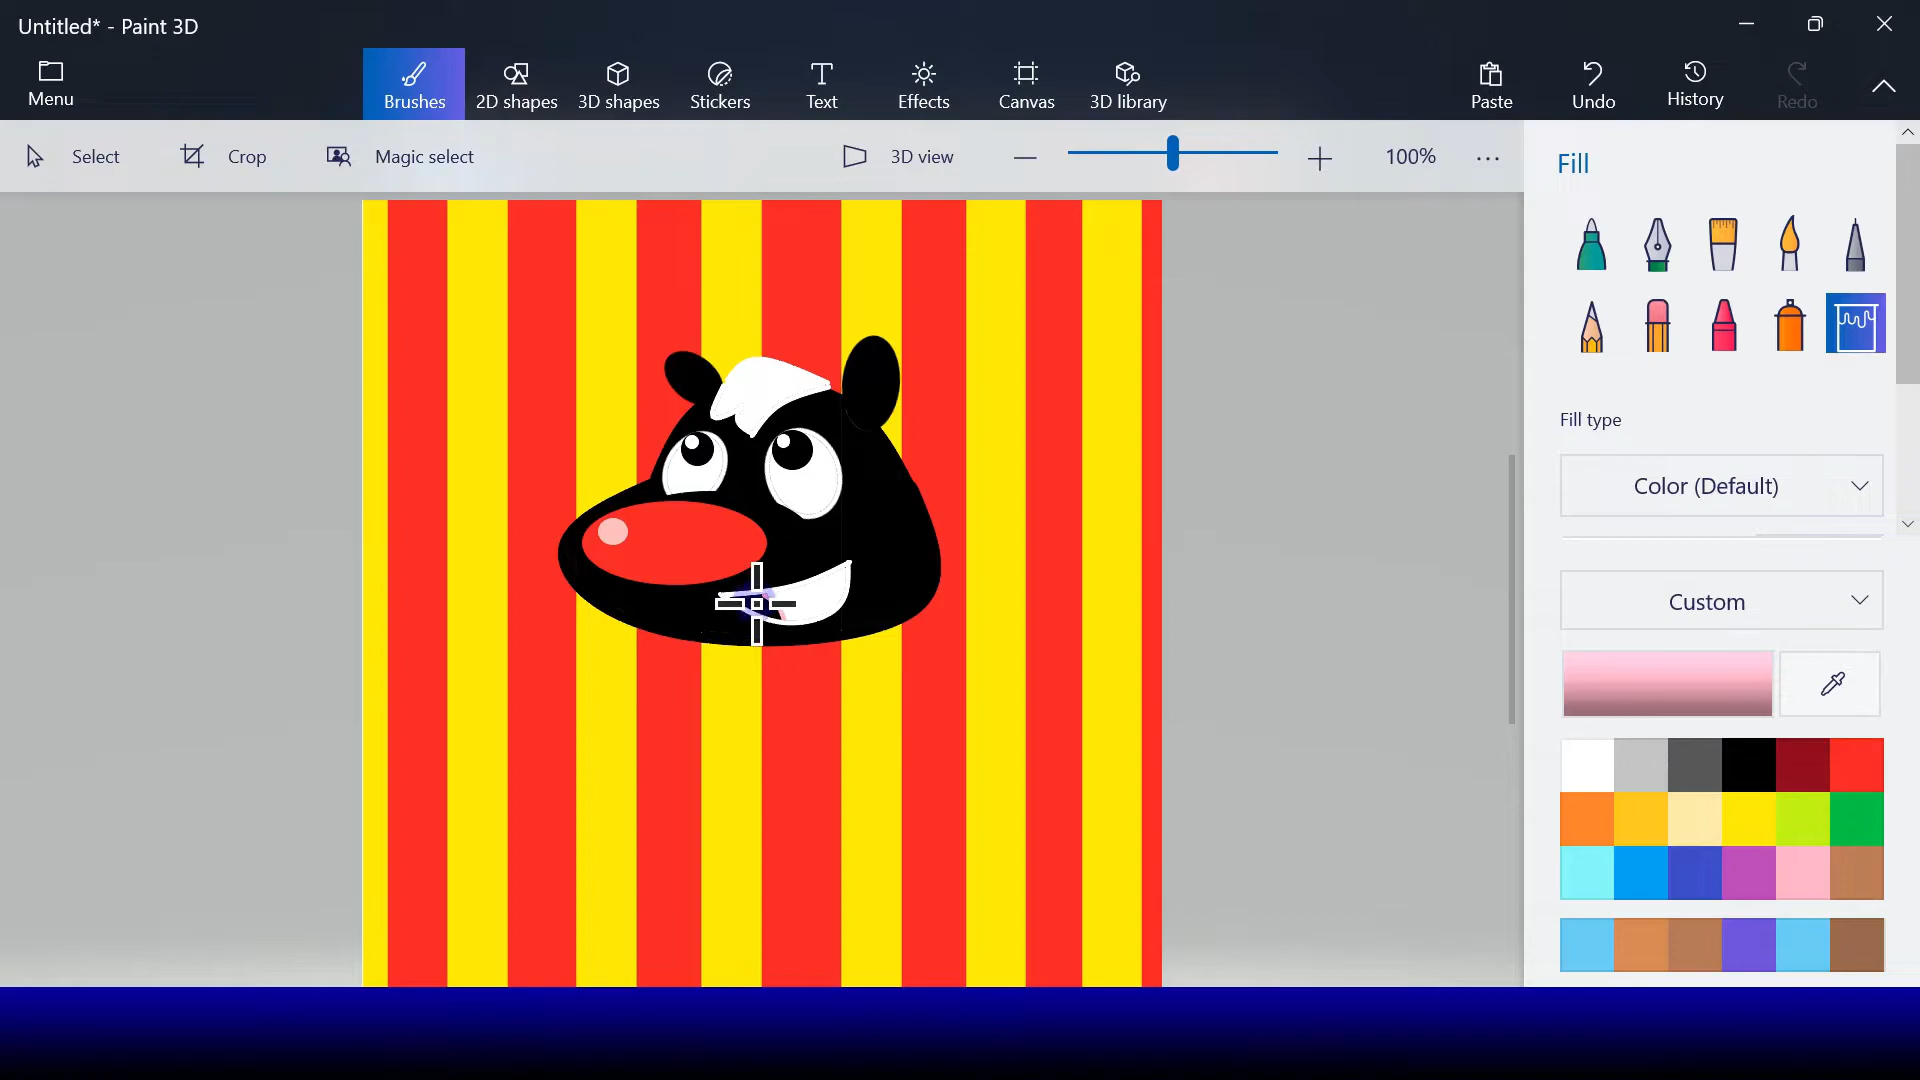 Untitled* - Paint 3D
Menu
Brushes
2D shapes
3D shapes
Stickers
Text
Effects
Canvas
3D library
Paste
Undo
History
Redo
Select
Crop
Magic select
3D view
100%
Fill
Fill type
Color (Default)
Custom